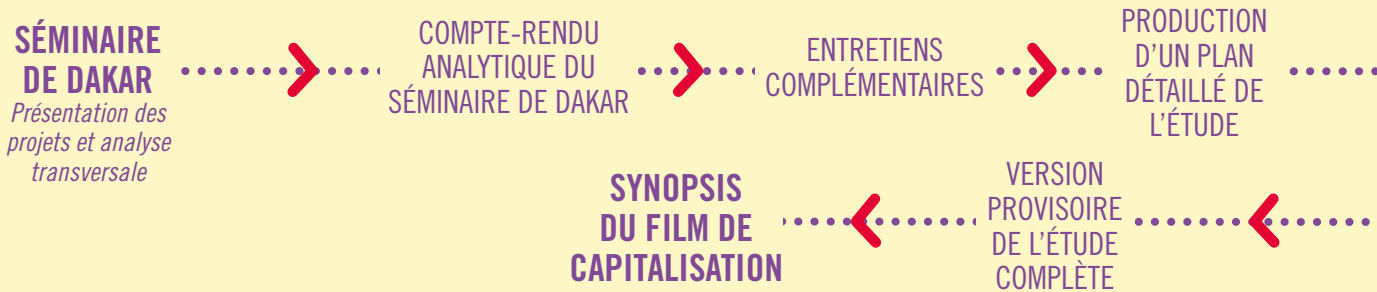 SÉMINAIRE
DE DAKAR
Présentation des
projets et analyse
transversale
COMPTE-RENDU
ANALYTIQUE DU
SÉMINAIRE DE DAKAR
ENTRETIENS
COMPLÉMENTAIRES
PRODUCTION
D’UN PLAN
DÉTAILLÉ DE
L’ÉTUDE
VERSION
PROVISOIRE
DE L’ÉTUDE
COMPLÈTE
SYNOPSIS
DU FILM DE
CAPITALISATION